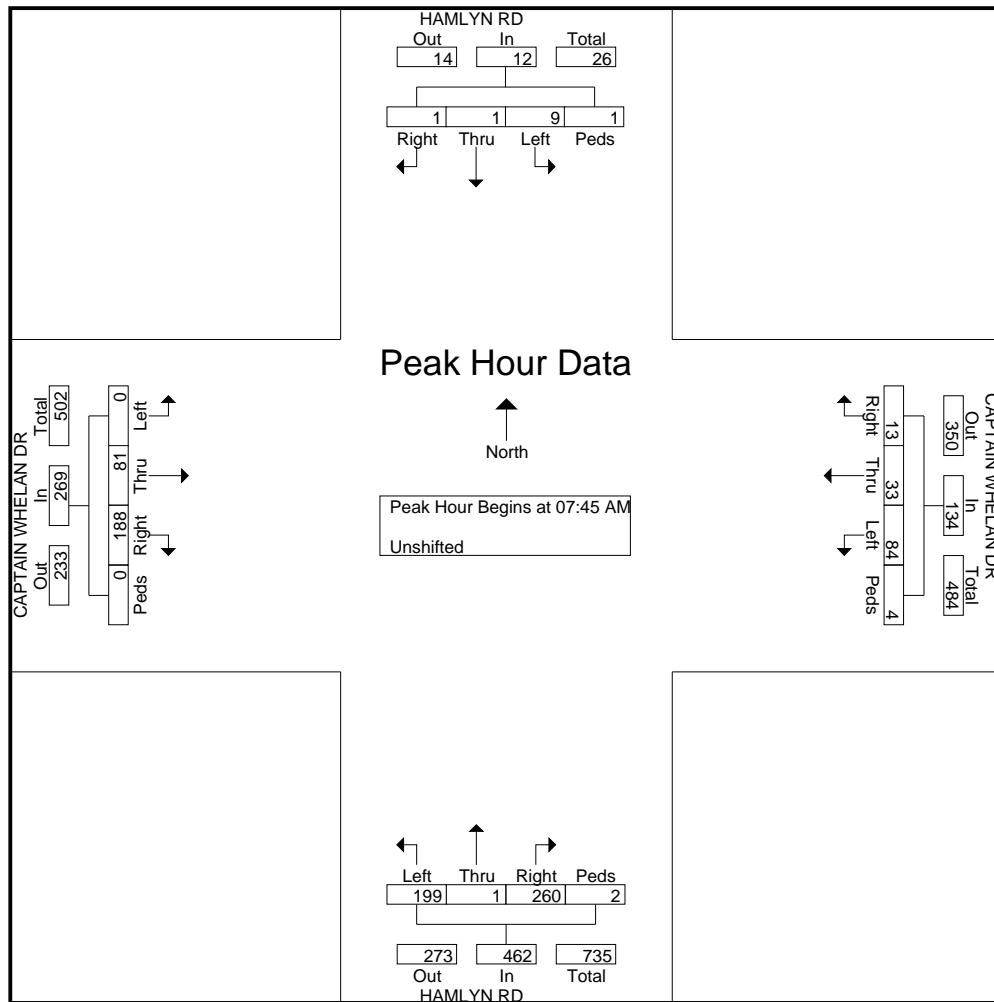 HAMLYN RD
Out In Total
14 12 26
1 1 9 1
Right Thru Left Peds
Peak Hour Data
North
Peak Hour Begins at 07:45 AM
Unshifted
CAPTAIN WHELAN DR
Total In Out
502 269 233
0 81 188 0
Left Thru Right Peds
CAPTAIN WHELAN DR
Out In Total
350 134 484
13 33 84 4
Right Thru Left Peds
Left Thru Right Peds
199 1 260 2
273 462 735
Out In Total
HAMLYN RD